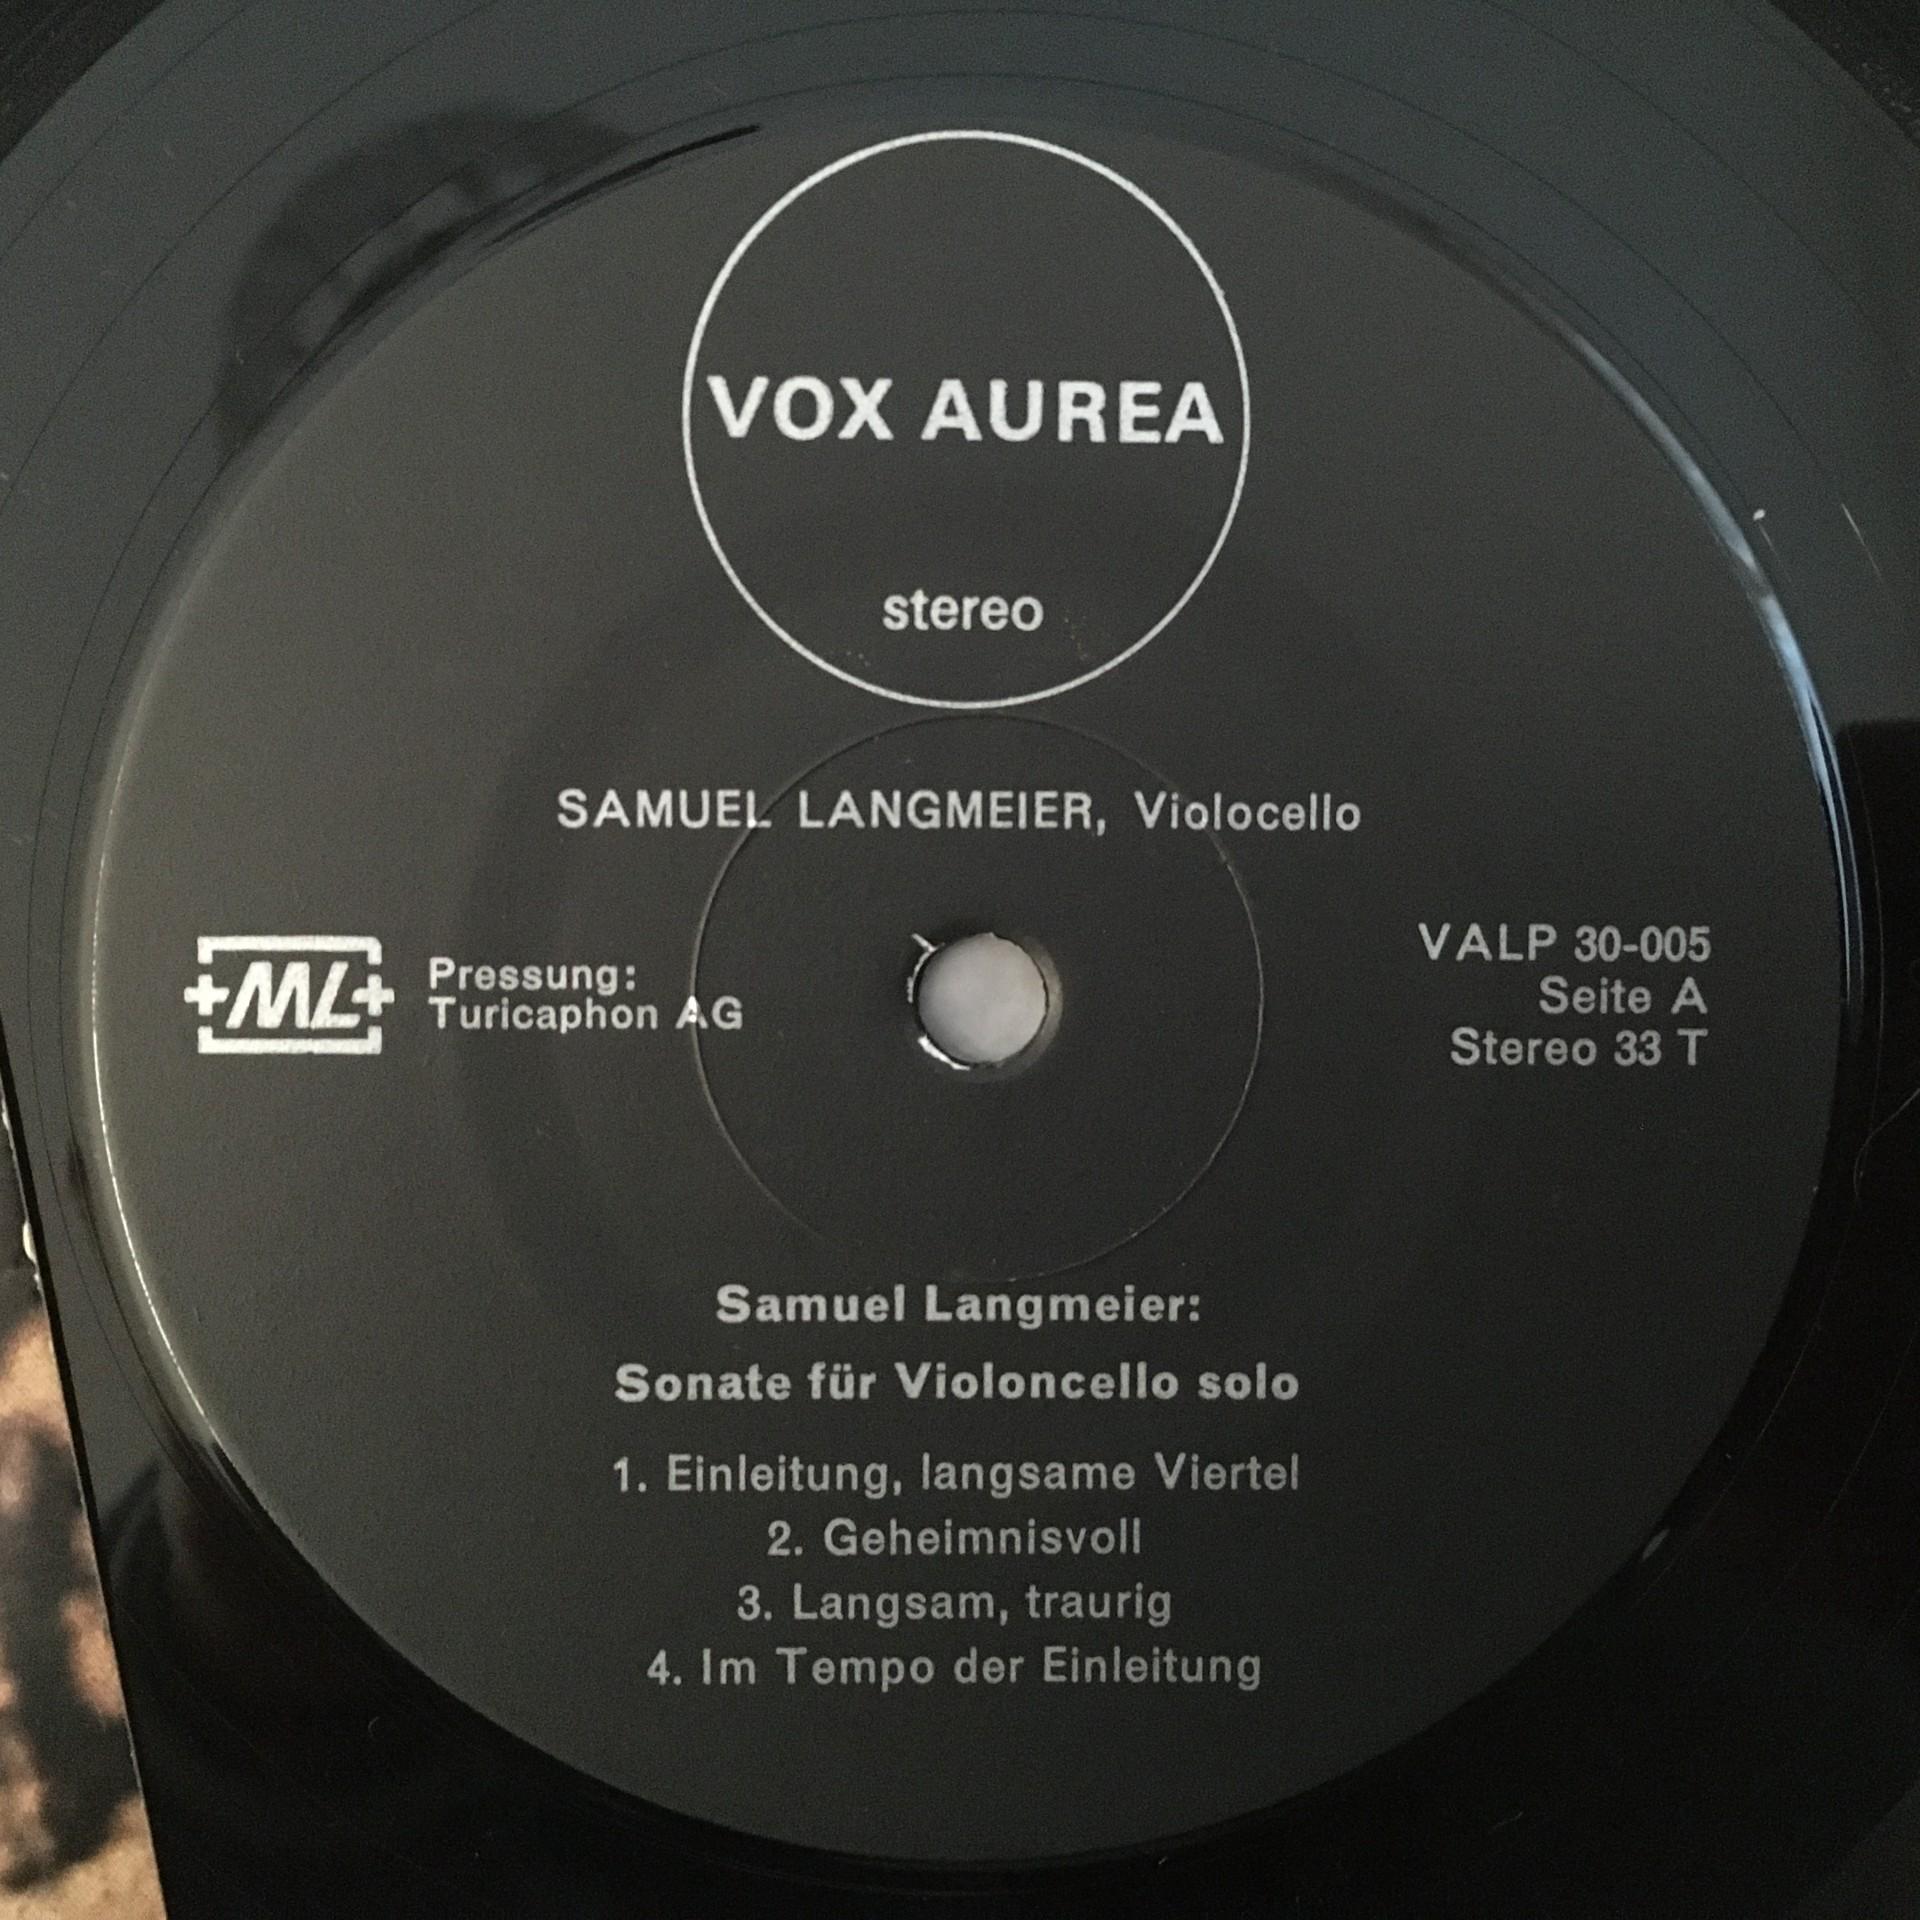 VOX AUREA
stereo
SAMUEL LANGMEIER, Violocello
+ML+
Pressung:
Turicaphon AG
VALP 30-005
Seite A
Stereo 33 T
Samuel Langmeier:
Sonate für Violoncello solo
1. Einleitung, langsame Viertel
2. Geheimnisvoll
3. Langsam, traurig
4. Im Tempo der Einleitung